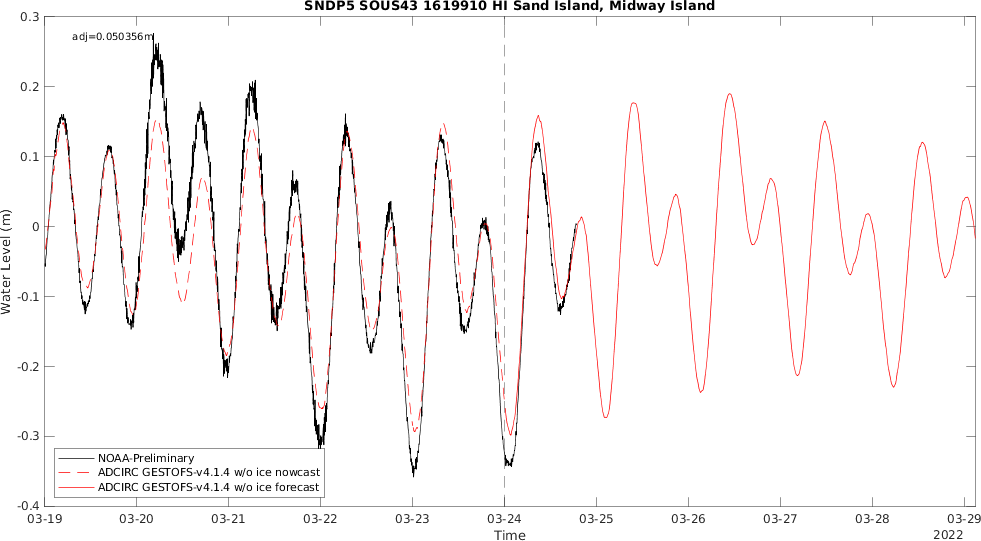 SNDP5 SOUS43 1619910 HI Sand Island, Midway Island
adj=0.050356m
0.3
0.2
0.1
0
-0.1
-0.2
-0.3
-0.4
Water Level (m)
NOAA-Preliminary
ADCIRC GESTOFS-v4.1.4 w/o ice nowcast
ADCIRC GESTOFS-v4.1.4 w/o ice forecast
03-19 03-20 03-21 03-22 03-23 03-24 03-25 03-26 03-27 03-28 03-29
Time
2022